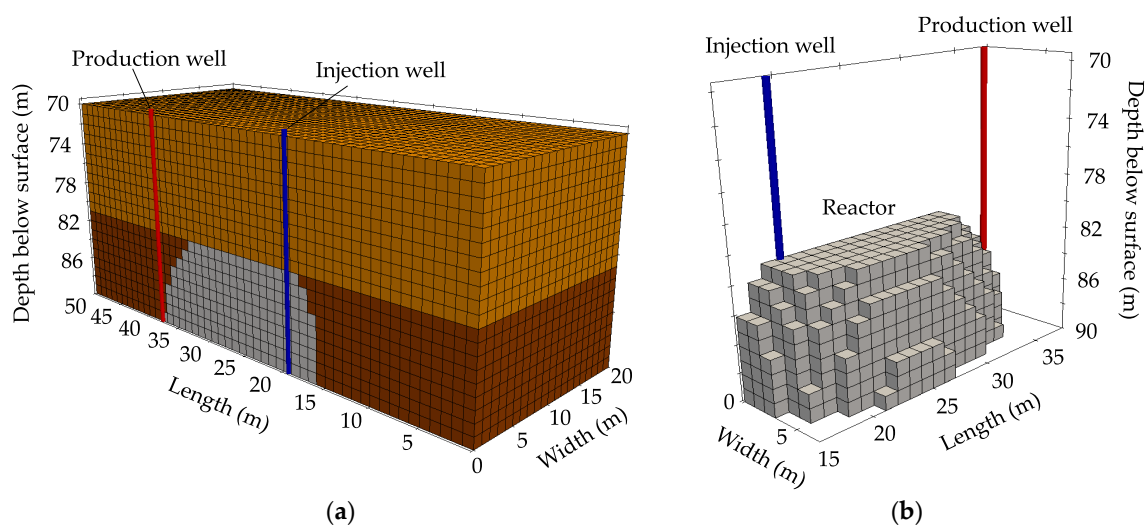 Production well
Injection well
70
74
78
82
86
50
45
40
35
30
25
20
15
10
5
0
5
10
15
20
Depth below surface (m)
Length (m)
Width (m)
(a)
Production well
Injection well
Reactor
70
74
78
82
86
90
0
5
15
20
25
30
35
Depth below surface (m)
Width (m)
Length (m)
(b)